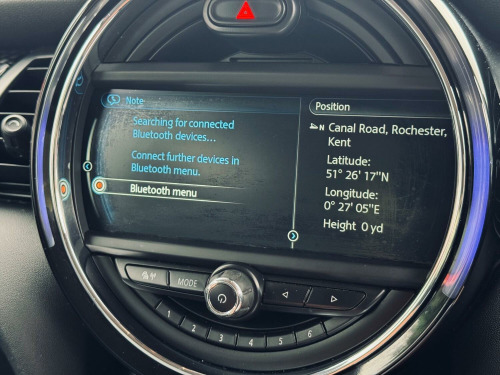 Note
Searching for connected
Bluetooth devices...
Connect further devices in
Bluetooth menu.
Bluetooth menu
Position
N Canal Road, Rochester,
Kent
Latitude:
51° 26' 17"N
Longitude:
0° 27' 05"E
Height 0 yd
MODE
1 2 3 4 5 6